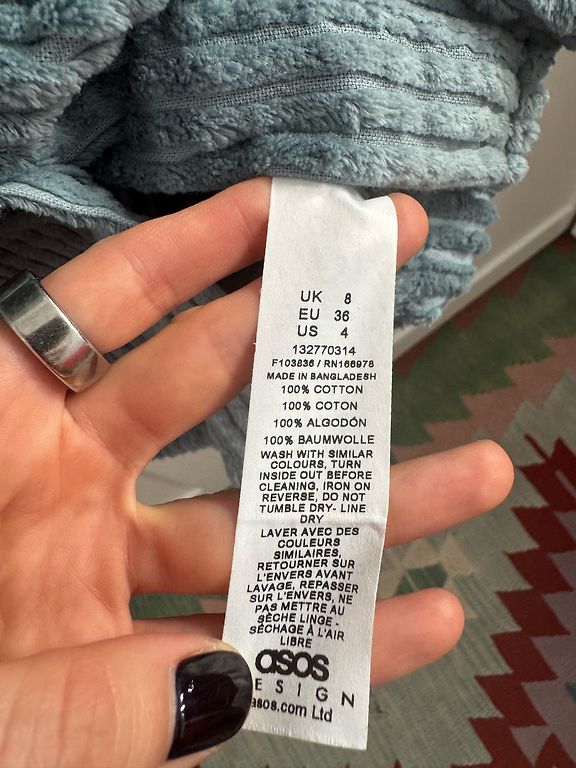 UK 8
EU 36
US 4
132770314
F103836 / RN166978
MADE IN BANGLADESH
100% COTTON
100% COTON
100% ALGODÓN
100% BAUMWOLLE
WASH WITH SIMILAR
COLOURS, TURN
INSIDE OUT BEFORE
CLEANING, IRON ON
REVERSE, DO NOT
TUMBLE DRY- LINE
DRY
LAVER AVEC DES
COULEURS
SIMILAIRES,
RETOURNER SUR
L'ENVERS AVANT
LAVAGE, REPASSER
SUR L'ENVERS, NE
PAS METTRE AU
SÈCHE LINGE -
SÉCHAGE À L'AIR
LIBRE
asos
ESIGN
asos.com Ltd